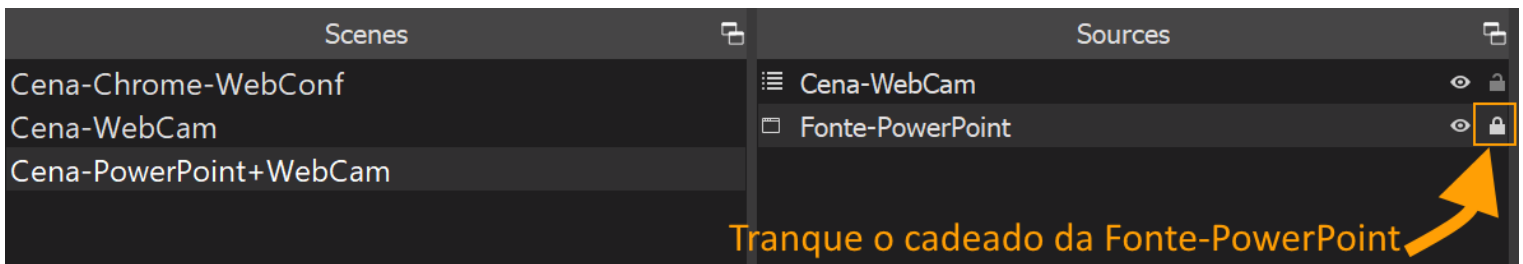 Scenes
Cena-Chrome-WebConf
Cena-WebCam
Cena-PowerPoint+WebCam
Sources
Cena-WebCam
Fonte-PowerPoint
Tranque o cadeado da Fonte-PowerPoint